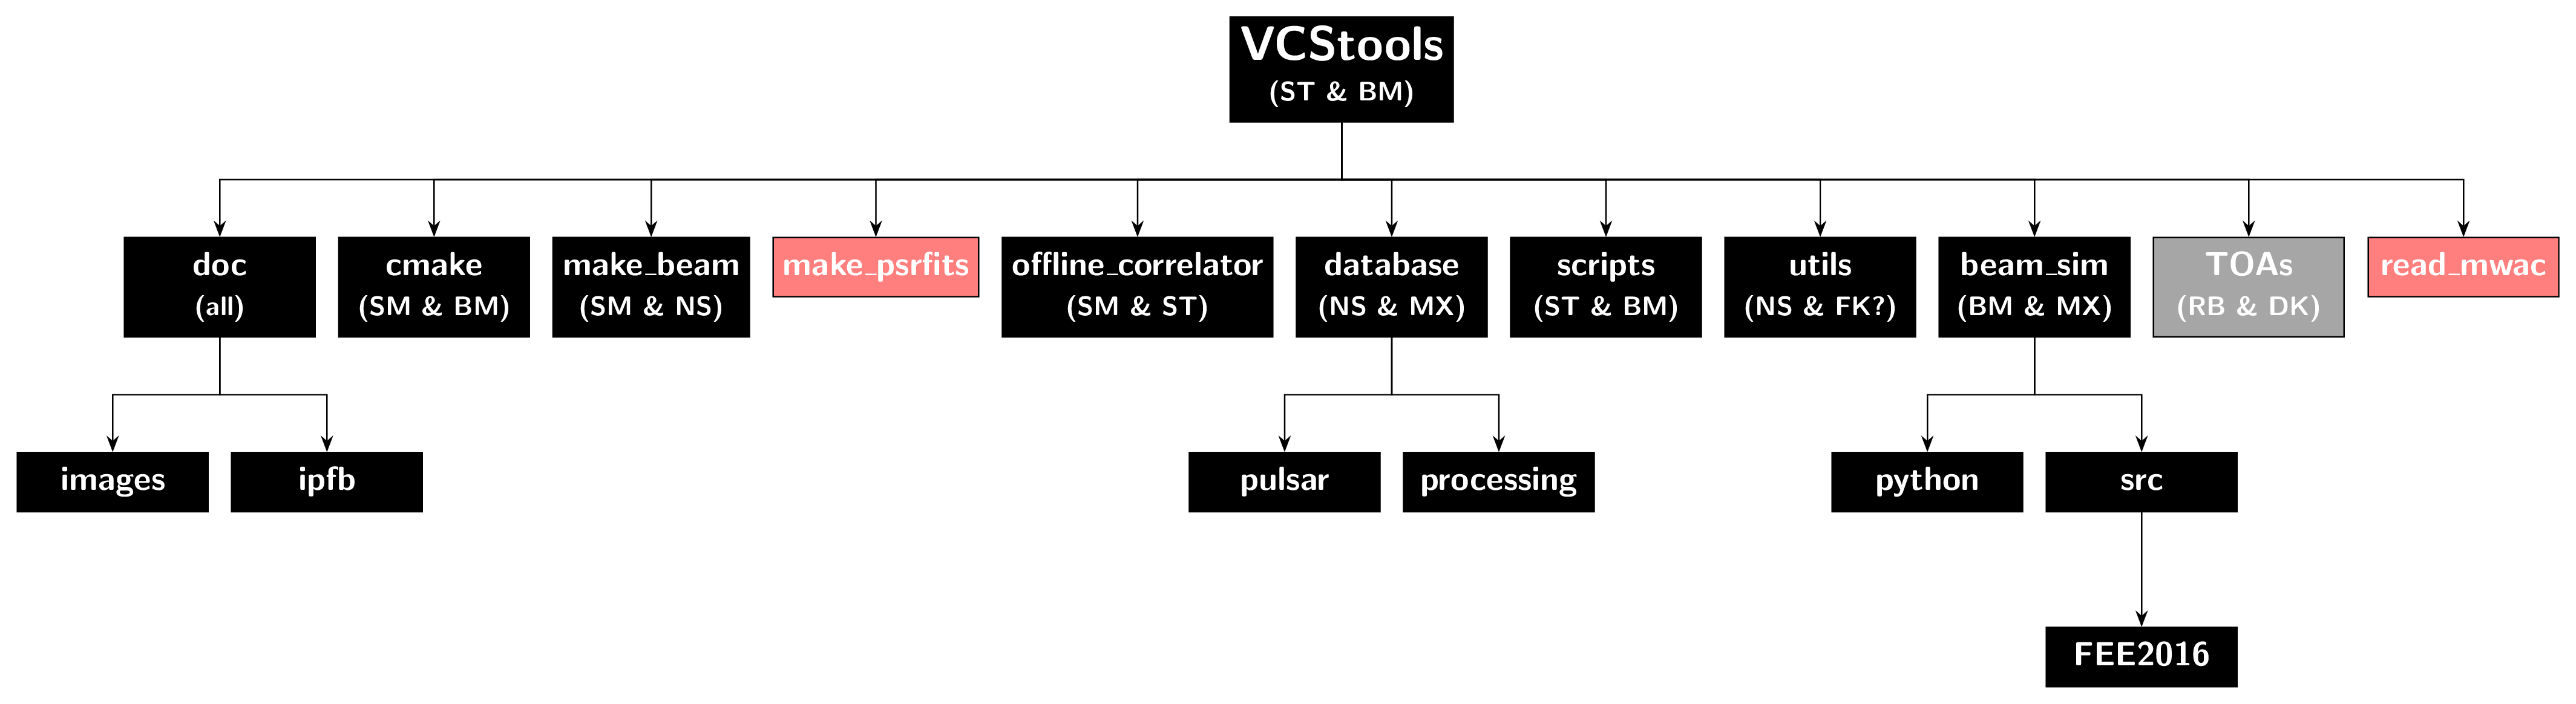 VCStools
(ST & BM)
doc
(all)
cmake
(SM & BM)
make_beam
(SM & NS)
make_psrfits
offline_correlator
(SM & ST)
database
(NS & MX)
scripts
(ST & BM)
utils
(NS & FK?)
beam_sim
(BM & MX)
TOAs
(RB & DK)
read_mwac
images
ipfb
pulsar
processing
python
src
FEE2016